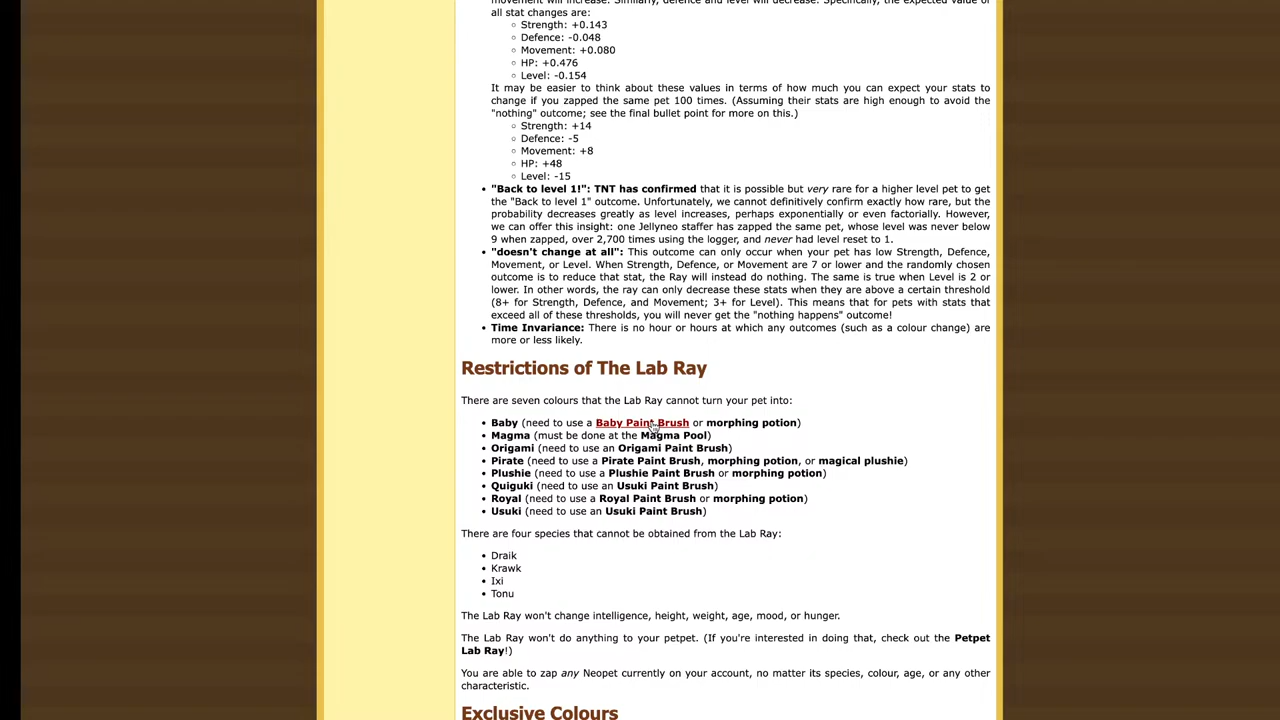 movement will increase. Similarly, defence and level will decrease. Specifically, the expected value of
all stat changes are:
Strength: +0.143
Defence: -0.048
Movement: +0.080
HP: +0.476
Level: -0.154
It may be easier to think about these values in terms of how much you can expect your stats to
change if you zapped the same pet 100 times. (Assuming their stats are high enough to avoid the
"nothing" outcome; see the final bullet point for more on this.)
Strength: +14
Defence: -5
Movement: +8
HP: +48
Level: -15
"Back to level 1!": TNT has confirmed that it is possible but very rare for a higher level pet to get
the "Back to level 1" outcome. Unfortunately, we cannot definitively confirm exactly how rare, but the
probability decreases greatly as level increases, perhaps exponentially or even factorially. However,
we can offer this insight: one Jellyneo staffer has zapped the same pet, whose level was never below
9 when zapped, over 2,700 times using the logger, and never had level reset to 1.
"doesn't change at all": This outcome can only occur when your pet has low Strength, Defence,
Movement, or Level. When Strength, Defence, or Movement are 7 or lower and the randomly chosen
outcome is to reduce that stat, the Ray will instead do nothing. The same is true when Level is 2 or
lower. In other words, the ray can only decrease these stats when they are above a certain threshold
(8+ for Strength, Defence, and Movement; 3+ for Level). This means that for pets with stats that
exceed all of these thresholds, you will never get the "nothing happens" outcome!
Time Invariance: There is no hour or hours at which any outcomes (such as a colour change) are
more or less likely.
Restrictions of The Lab Ray
There are seven colours that the Lab Ray cannot turn your pet into:
Baby (need to use a Baby Paint Brush or morphing potion)
Magma (must be done at the Magma Pool)
Origami (need to use an Origami Paint Brush)
Pirate (need to use a Pirate Paint Brush, morphing potion, or magical plushie)
Plushie (need to use a Plushie Paint Brush or morphing potion)
Quiguki (need to use an Usuki Paint Brush)
Royal (need to use a Royal Paint Brush or morphing potion)
Usuki (need to use an Usuki Paint Brush)
There are four species that cannot be obtained from the Lab Ray:
Draik
Krawk
Ixi
Tonu
The Lab Ray won't change intelligence, height, weight, age, mood, or hunger.
The Lab Ray won't do anything to your petpet. (If you're interested in doing that, check out the Petpet
Lab Ray!)
You are able to zap any Neopet currently on your account, no matter its species, colour, age, or any other
characteristic.
Exclusive Colours